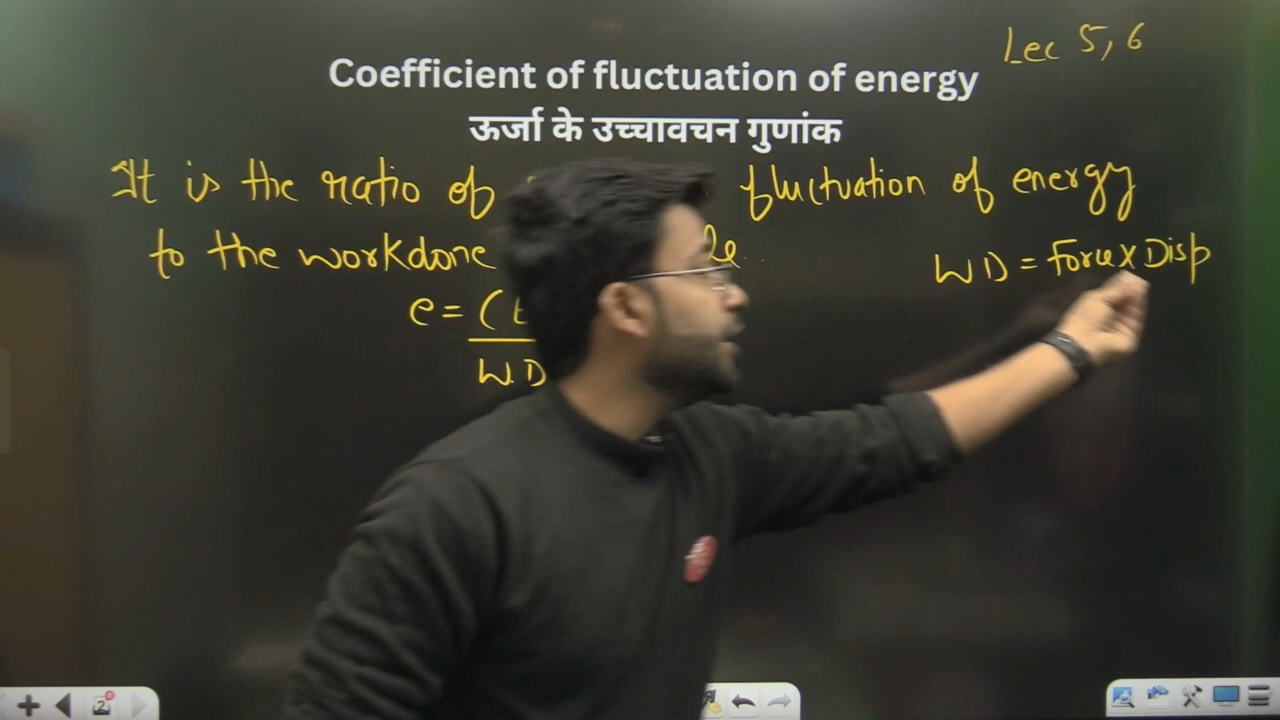 Lec 5, 6
Coefficient of fluctuation of energy
ऊर्जा के उच्चावचन गुणांक
It is the ratio of fluctuation of energy
to the workdone
WD = Force x Disp
e = (
W.D
2